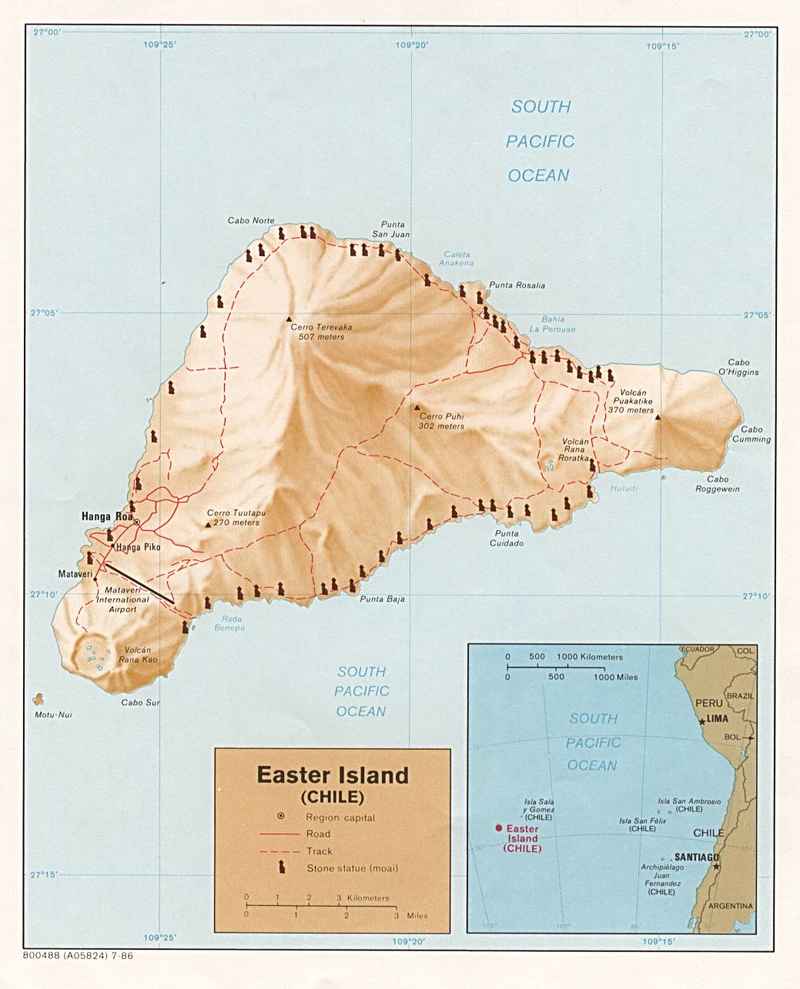 27°00'
27°00'
109°25'
109°20'
109°15'
SOUTH
PACIFIC
OCEAN
Cabo Norte
Punta
San Juan
Caleta
Anakena
Punta Rosalia
27°05'
27°05'
Bahía
La Perouse
Cerro Terevaka
507 meters
Cabo
O'Higgins
Volcán
Puakatike
370 meters
Cerro Puhi
302 meters
Cabo
Cumming
Volcán
Rana
Roratka
Cabo
Roggewein
Hutuiti
Hanga Roa
Cerro Tuutapu
270 meters
Hanga Piko
Punta
Cuidado
Mataveri
Mataveri
International
Airport
27°10'
Punta Baja
Rada
Benepu
Volcán
Rana Kao
Motu-Nui
Cabo Sur
SOUTH
PACIFIC
OCEAN
Easter Island
(CHILE)
Region capital
Road
Track
Stone statue (moai)
0 1 2 3 Kilometers
0 1 2 3 Miles
0 500 1000 Kilometers
0 500 1000 Miles
ECUADOR
COL.
PERU
BRAZIL
LIMA
BOL.
SOUTH
PACIFIC
OCEAN
Isla Sala
y Gomez
(CHILE)
Isla San Ambrosio
(CHILE)
Isla San Félix
(CHILE)
Easter
Island
(CHILE)
CHILE
SANTIAGO
Archipiélago
Juan
Fernandez
(CHILE)
ARGENTINA
27°15'
109°25'
109°20'
109°15'
800488 (A05824) 7-86